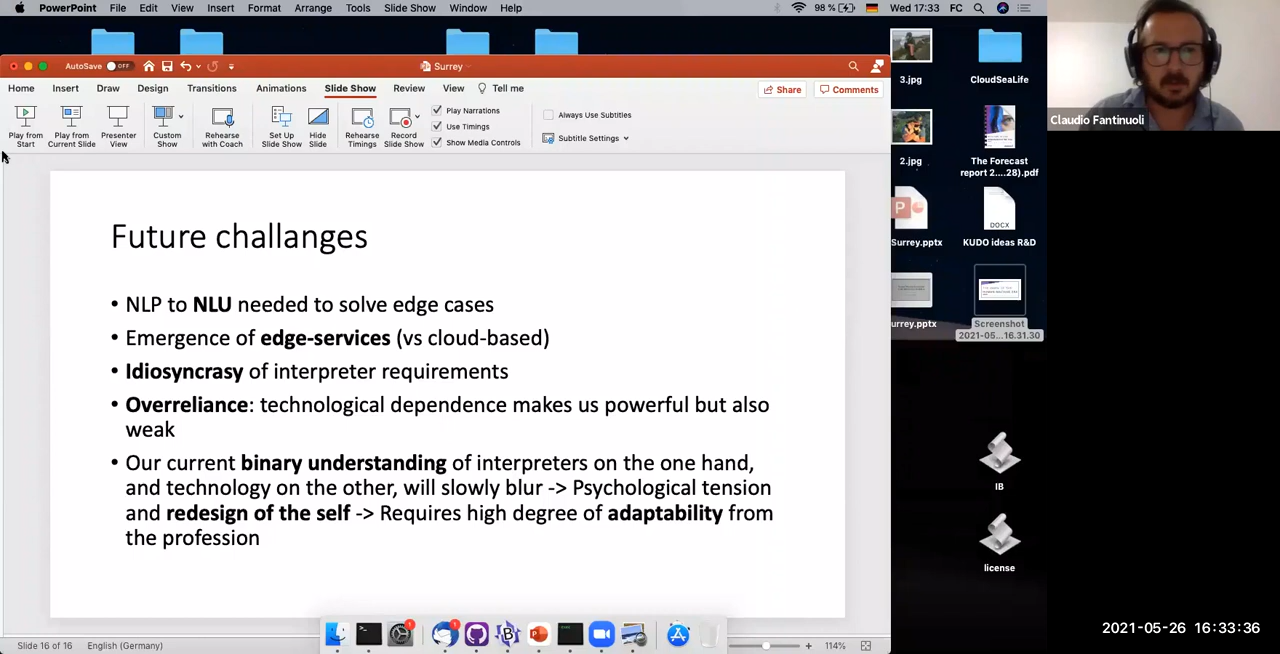 PowerPoint File Edit View Insert Format Arrange Tools Slide Show Window Help
98 % Wed 17:33 FC
AutoSave OFF
Surrey
Home Insert Draw Design Transitions Animations Slide Show Review View Tell me
Share Comments
Play from Start
Play from Current Slide
Presenter View
Custom Show
Rehearse with Coach
Set Up Slide Show
Hide Slide
Rehearse Timings
Record Slide Show
Play Narrations
Use Timings
Show Media Controls
Always Use Subtitles
Subtitle Settings
Future challanges
• NLP to NLU needed to solve edge cases
• Emergence of edge-services (vs cloud-based)
• Idiosyncrasy of interpreter requirements
• Overreliance: technological dependence makes us powerful but also
weak
• Our current binary understanding of interpreters on the one hand,
and technology on the other, will slowly blur -> Psychological tension
and redesign of the self -> Requires high degree of adaptability from
the profession
Slide 16 of 16 English (Germany)
114%
3.jpg
CloudSeaLife
2.jpg
The Forecast
report 2....28).pdf
Surrey.pptx
DOCX
KUDO ideas R&D
urrey.pptx
Screenshot
2021-05...16.31.30
IB
license
Claudio Fantinuoli
2021-05-26 16:33:36